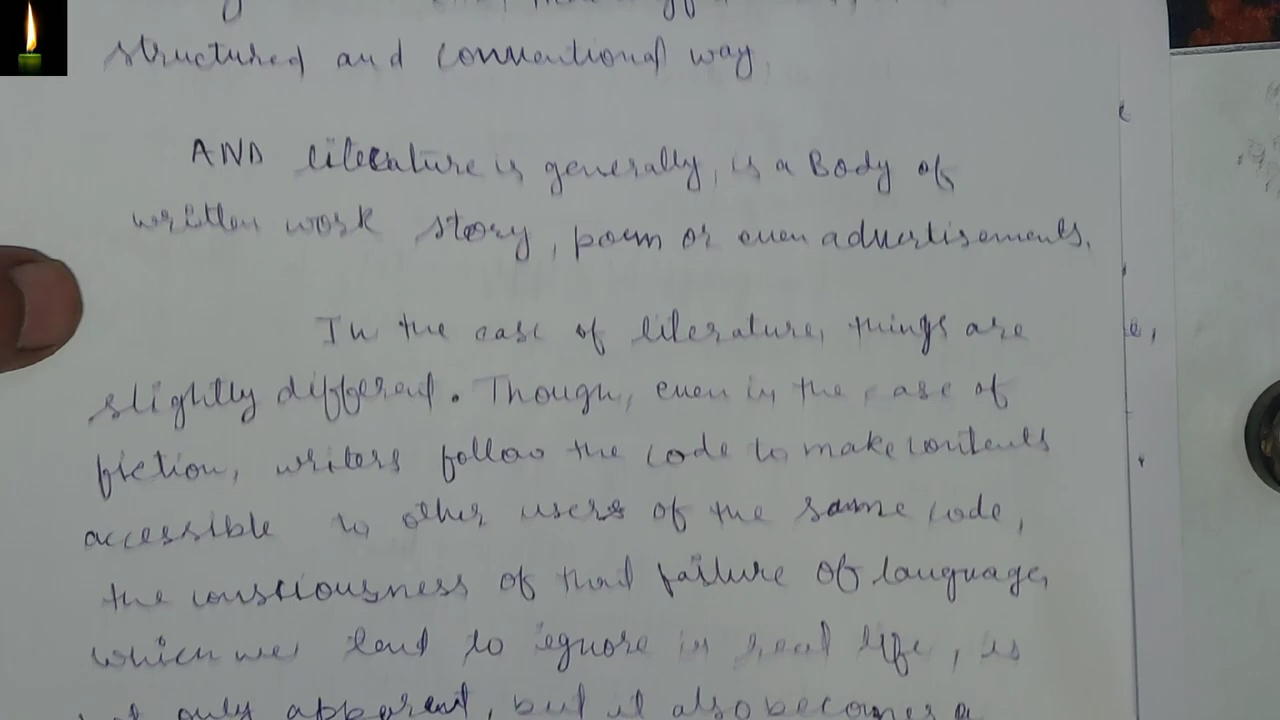 structured and conventional way.
AND literature is generally, is a Body of
written work story, poem or even advertisements.
In the case of literature, things are
slightly different. Though, even in the case of
fiction, writers follow the code to make contents
accessible to other users of the same code,
the consciousness of that failure of language,
which we tend to ignore in real life, is
only apparent, but it also becomes a